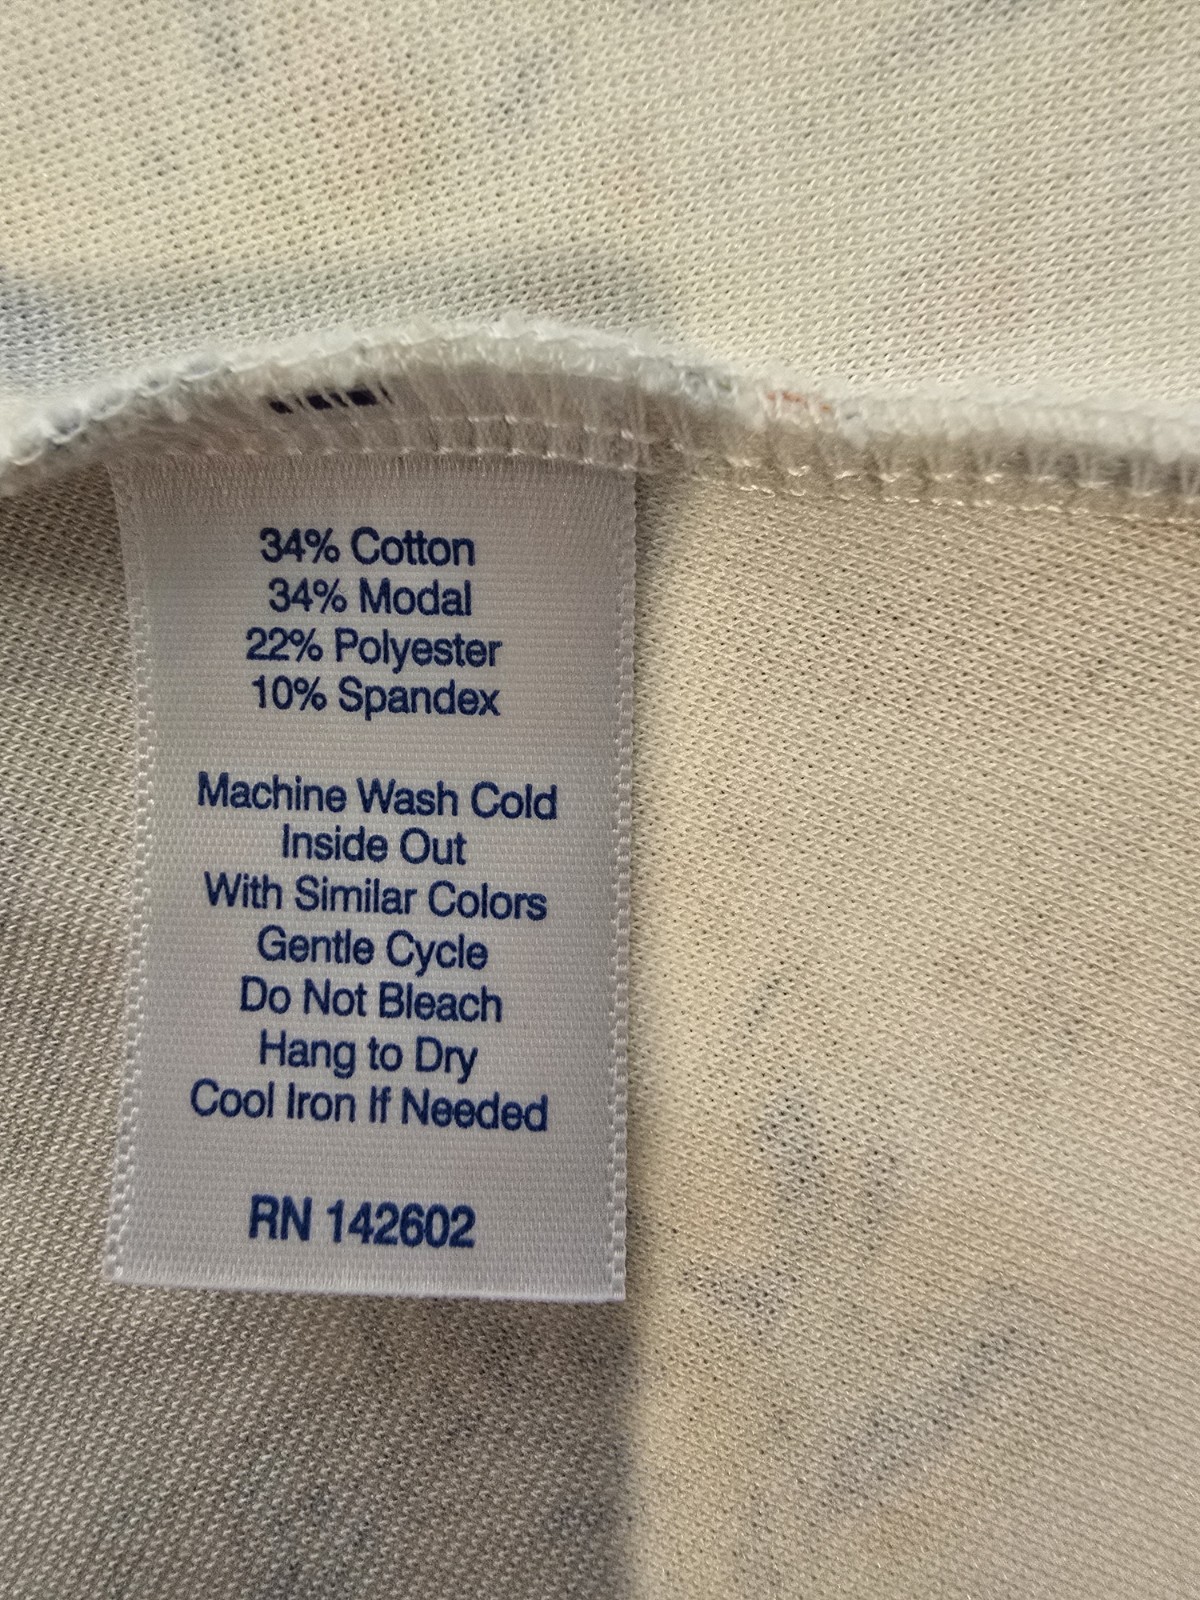 34% Cotton
34% Modal
22% Polyester
10% Spandex
Machine Wash Cold
Inside Out
With Similar Colors
Gentle Cycle
Do Not Bleach
Hang to Dry
Cool Iron If Needed
RN 142602